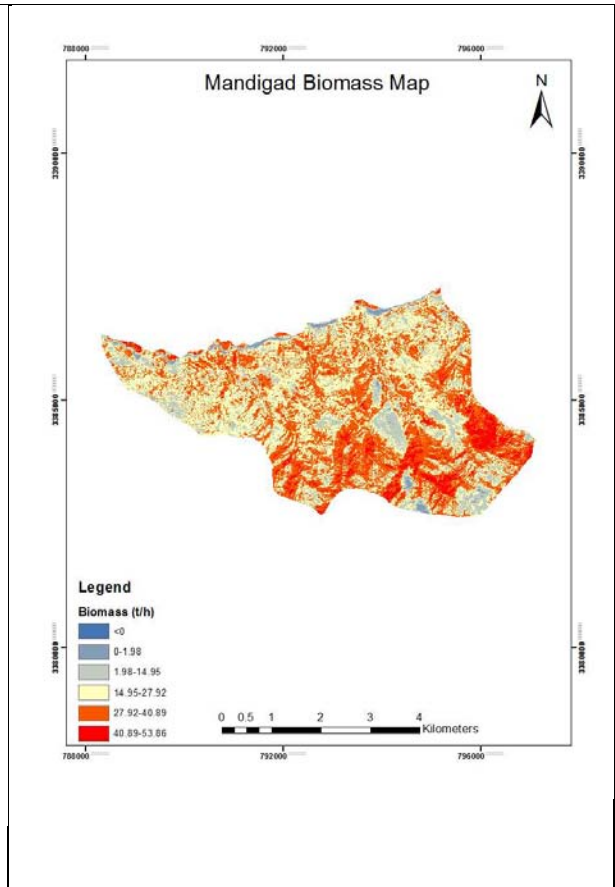 788000 792000 796000
Mandigad Biomass Map
N
3390000 3390000
3385000 3385000
3380000 3380000
Legend
Biomass (t/h)
<0
0-1.98
1.98-14.95
14.95-27.92
27.92-40.89
40.89-53.86
0 0.5 1 2 3 4
Kilometers
788000 792000 796000